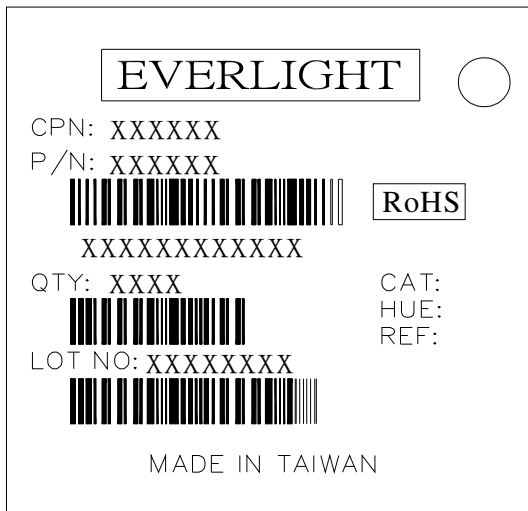 EVERLIGHT
CPN: XXXXXX
P/N: XXXXXX
RoHS
XXXXXXXXXXXX
QTY: XXXX
CAT:
HUE:
REF:
LOT NO: XXXXXXXX
MADE IN TAIWAN